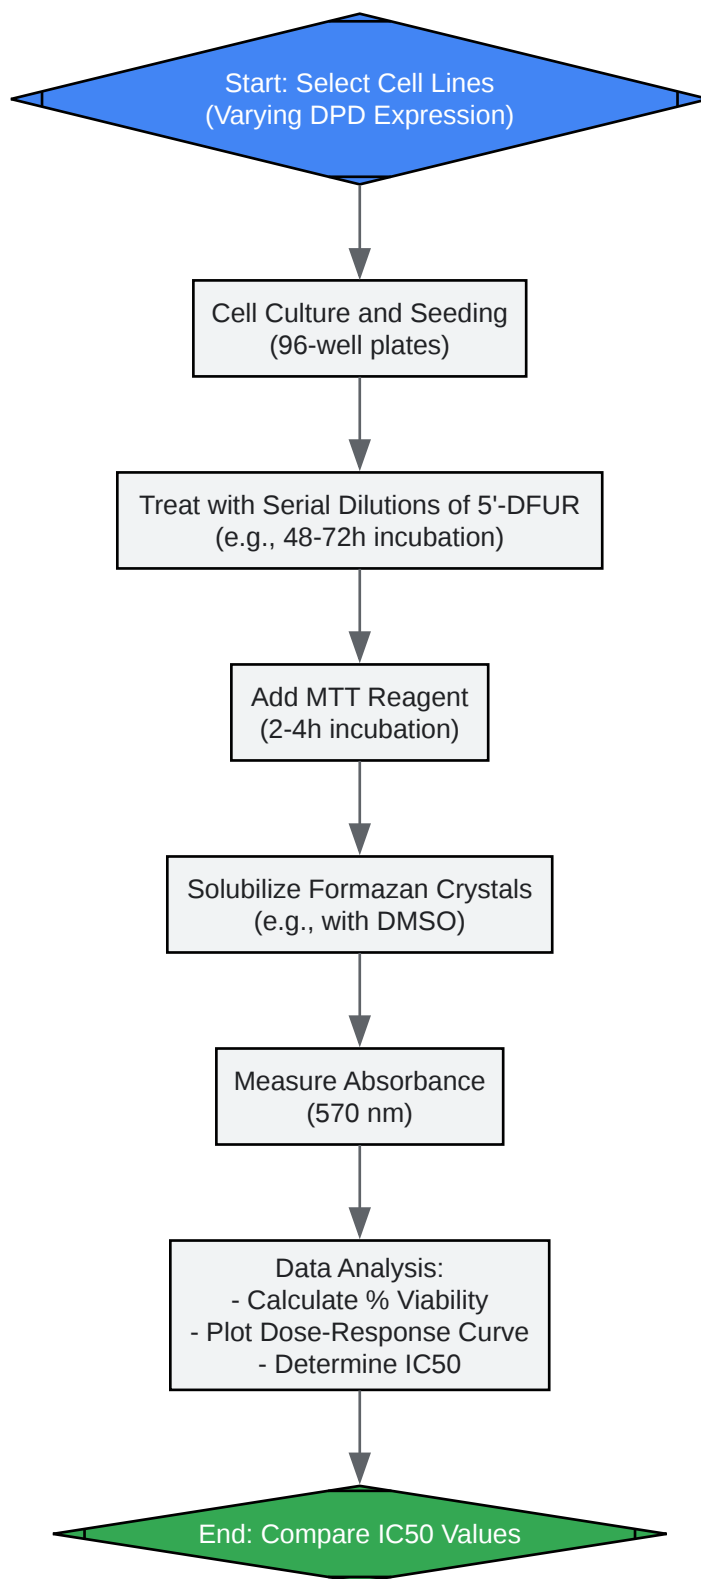 Start: Select Cell Lines
(Varying DPD Expression)
Cell Culture and Seeding
(96-well plates)
Treat with Serial Dilutions of 5'-DFUR
(e.g., 48-72h incubation)
Add MTT Reagent
(2-4h incubation)
Solubilize Formazan Crystals
(e.g., with DMSO)
Measure Absorbance
(570 nm)
Data Analysis:
- Calculate % Viability
- Plot Dose-Response Curve
- Determine IC50
End: Compare IC50 Values